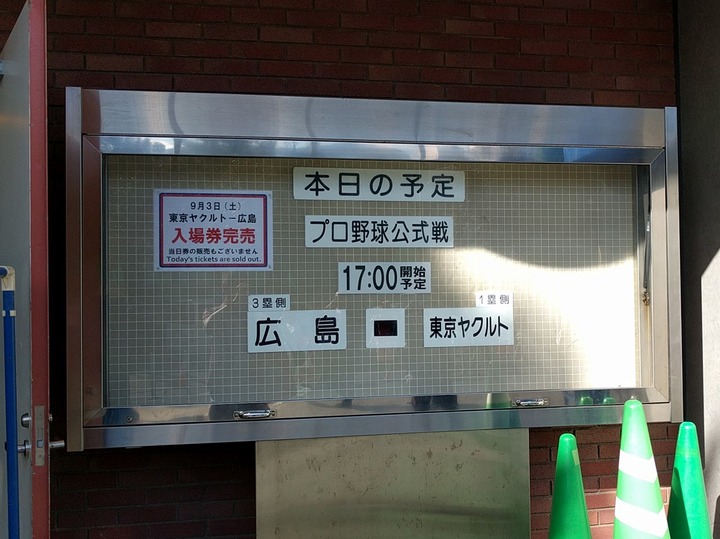 本日の予定
9月3日(土)
東京ヤクルトー広島
入場券完売
当日券の販売もございません
Today's tickets are sold out.
プロ野球公式戦
17:00 開始予定
3塁側
1塁側
広島
東京ヤクルト